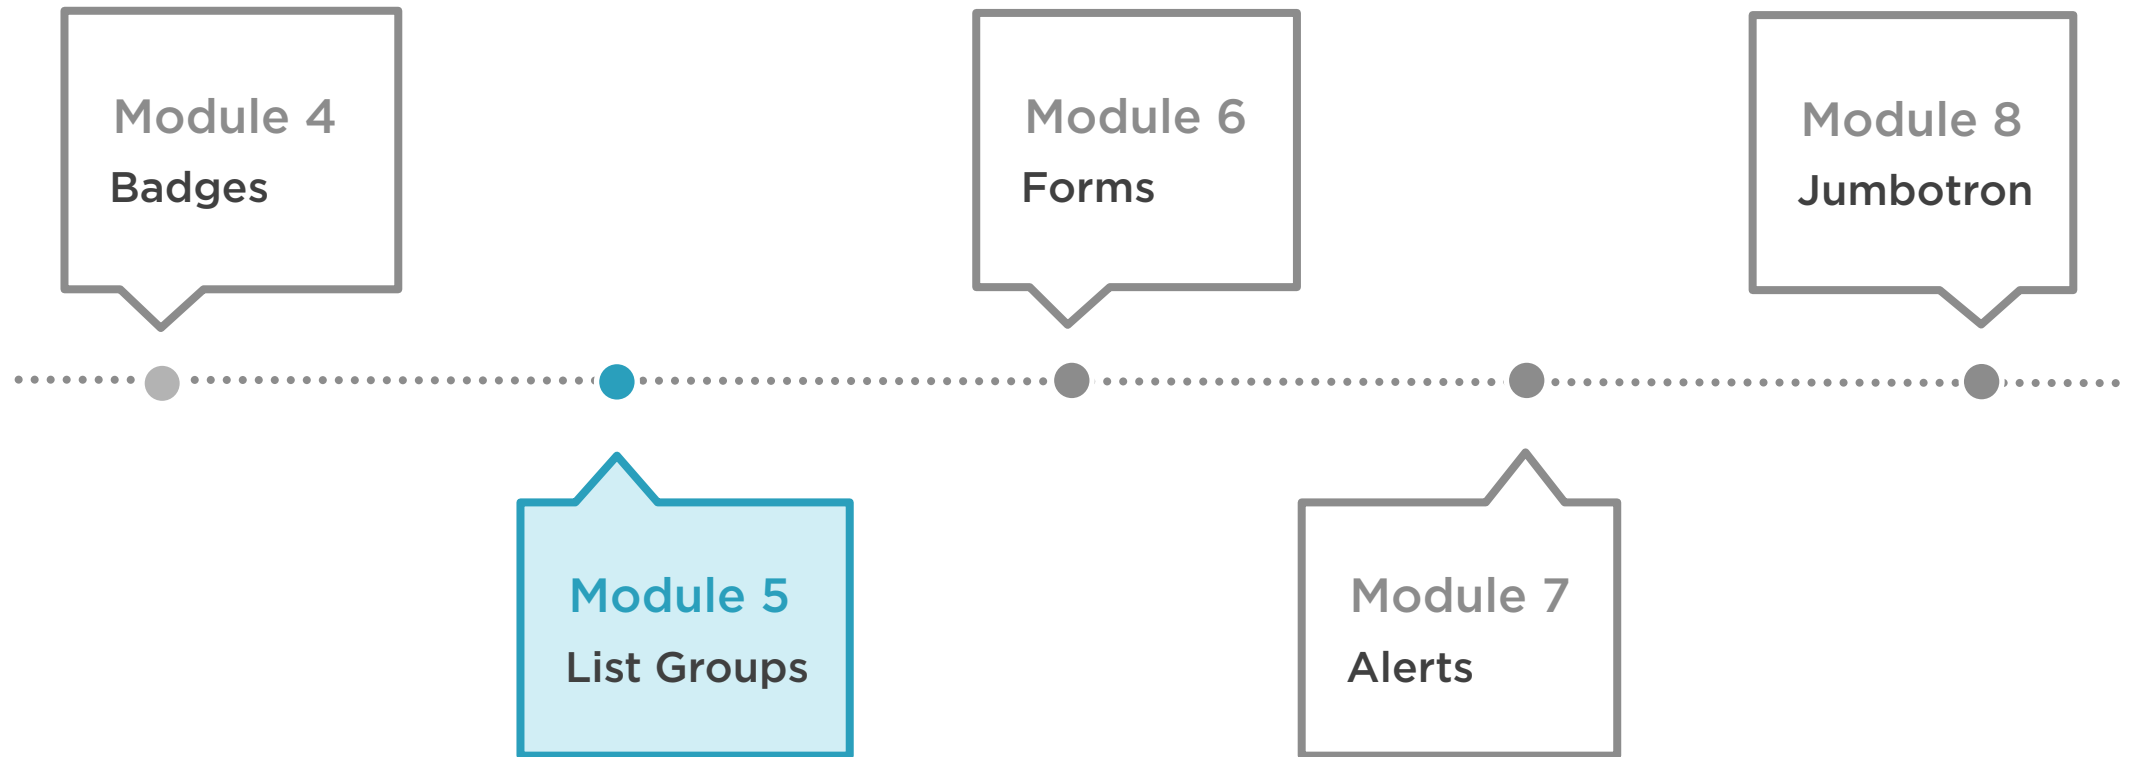 Module 4
Badges
Module 5
List Groups
Module 6
Forms
Module 7
Alerts
Module 8
Jumbotron